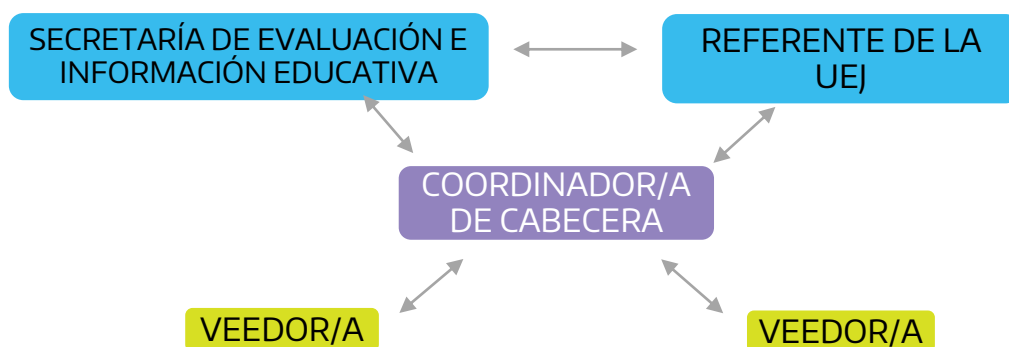 SECRETARÍA DE EVALUACIÓN E
INFORMACIÓN EDUCATIVA
REFERENTE DE LA
UEJ
COORDINADOR/A
DE CABECERA
VEEDOR/A
VEEDOR/A